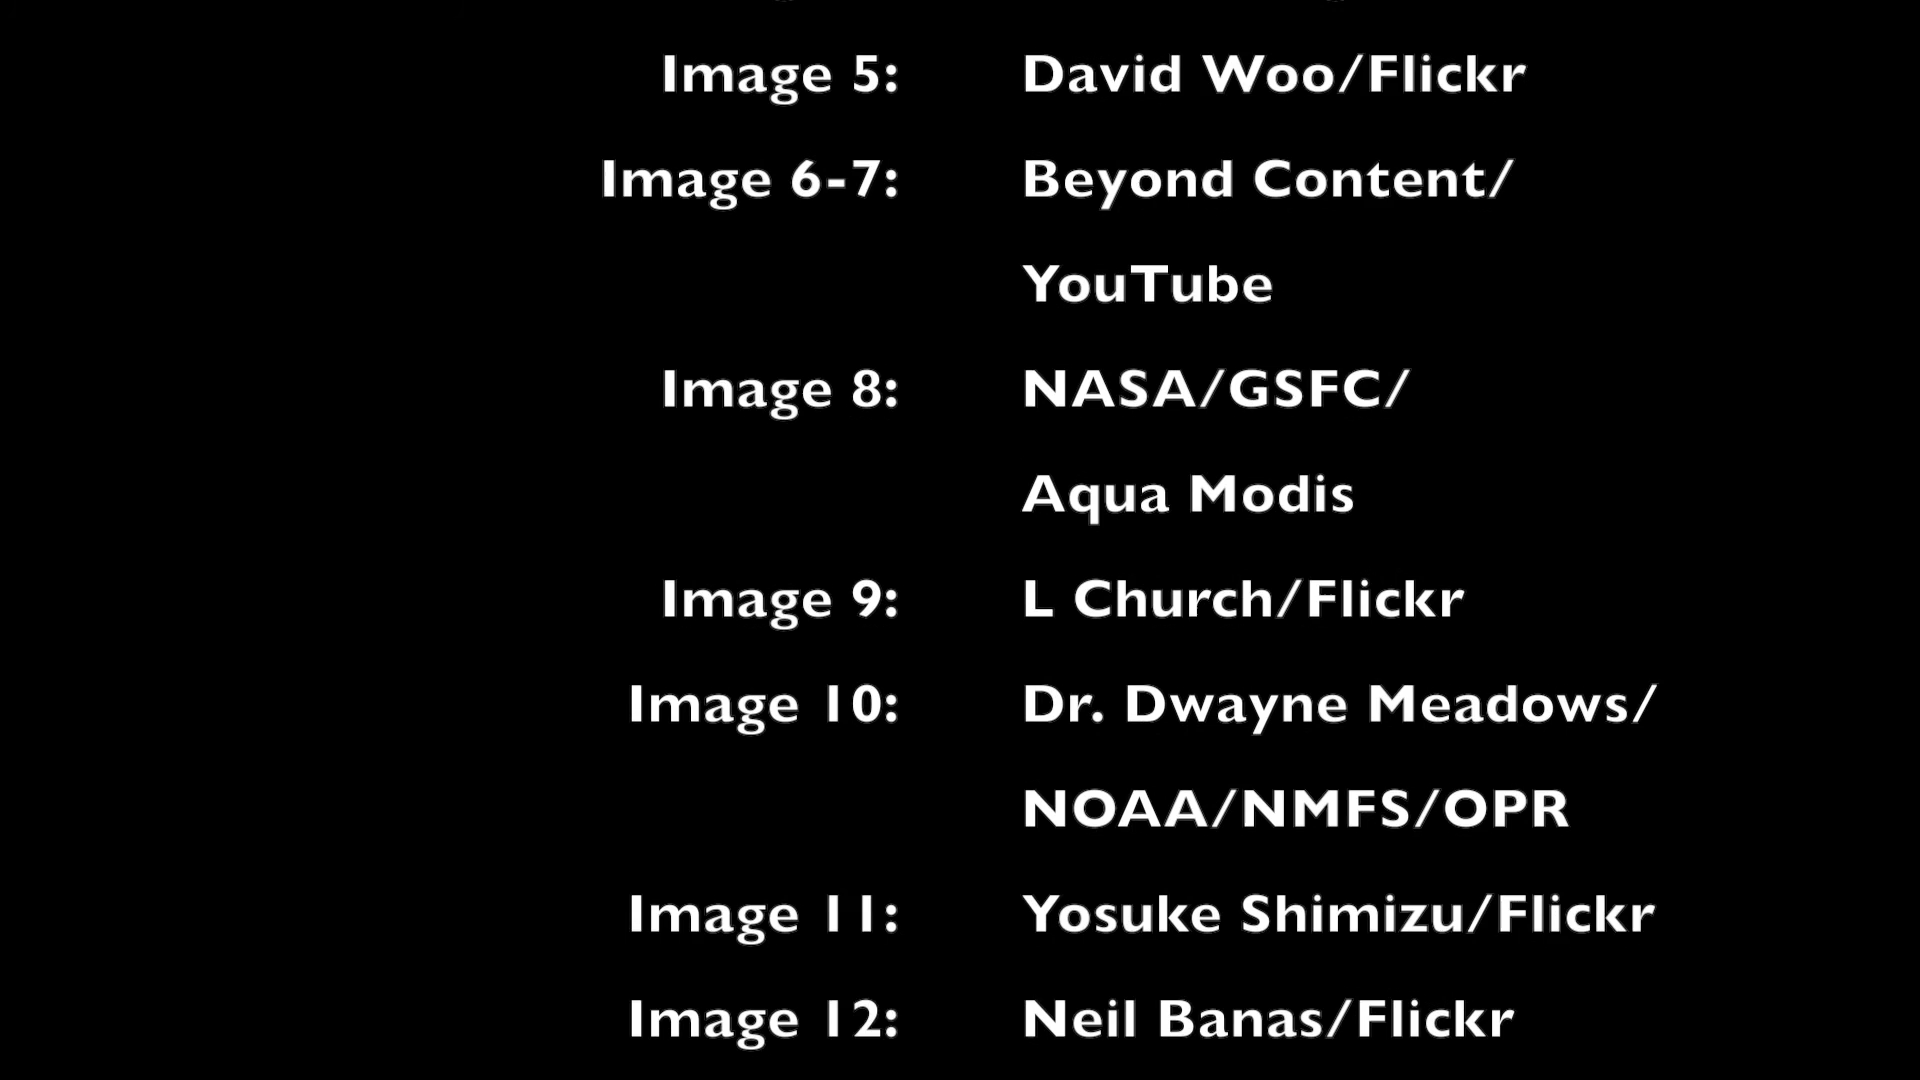 Image 5: David Woo/Flickr
Image 6-7: Beyond Content/
YouTube
Image 8: NASA/GSFC/
Aqua Modis
Image 9: L Church/Flickr
Image 10: Dr. Dwayne Meadows/
NOAA/NMFS/OPR
Image 11: Yosuke Shimizu/Flickr
Image 12: Neil Banas/Flickr